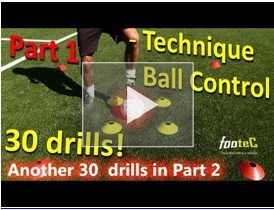 Part 1
- Technique
Ball Control
30 drills!
footec
Another 30 drills in Part 2